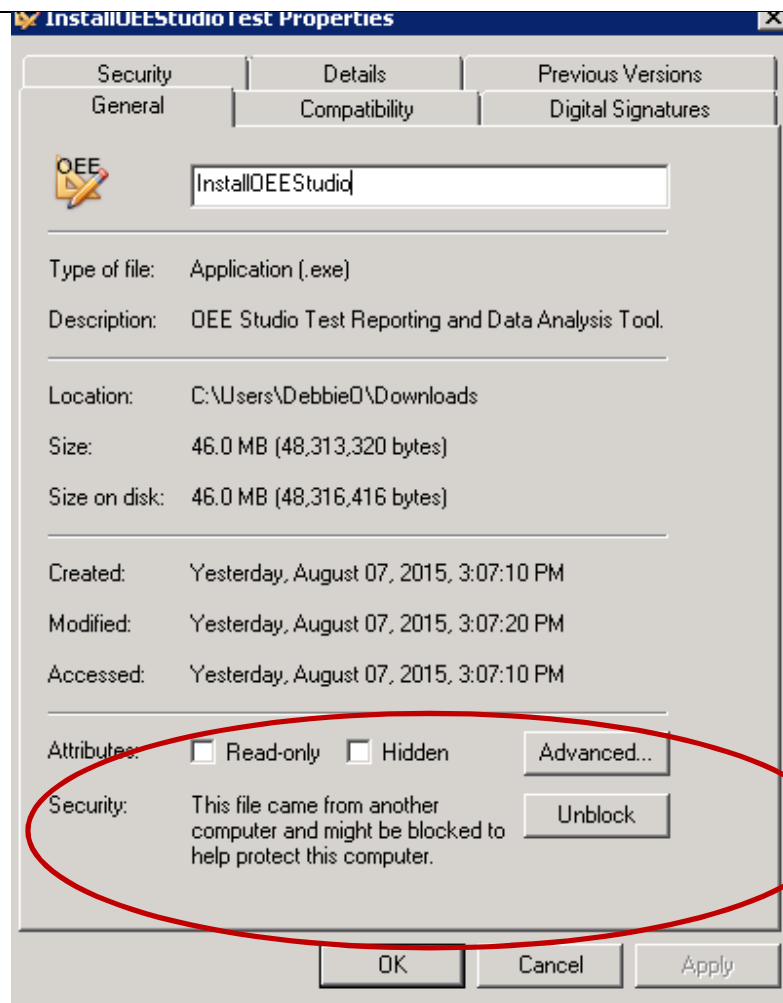 InstallOEEStudioTest Properties
Security Details Previous Versions
General Compatibility Digital Signatures
OEE
InstallOEEStudio
Type of file: Application (.exe)
Description: OEE Studio Test Reporting and Data Analysis Tool.
Location: C:\Users\DebbieO\Downloads
Size: 46.0 MB (48,313,320 bytes)
Size on disk: 46.0 MB (48,316,416 bytes)
Created: Yesterday, August 07, 2015, 3:07:10 PM
Modified: Yesterday, August 07, 2015, 3:07:20 PM
Accessed: Yesterday, August 07, 2015, 3:07:10 PM
Attributes: Read-only Hidden Advanced...
Security: This file came from another Unblock
computer and might be blocked to
help protect this computer.
OK Cancel Apply